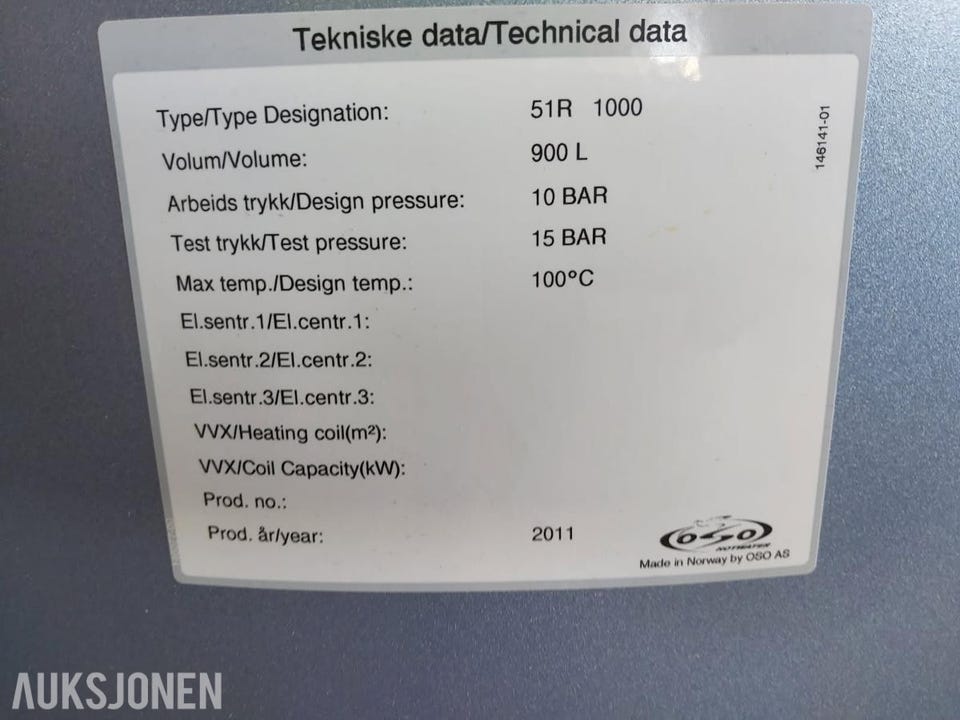 Tekniske data/Technical data
Type/Type Designation: 51R 1000
Volum/Volume: 900 L
Arbeids trykk/Design pressure: 10 BAR
Test trykk/Test pressure: 15 BAR
Max temp./Design temp.: 100°C
El.sentr.1/El.centr.1:
El.sentr.2/El.centr.2:
El.sentr.3/El.centr.3:
VVX/Heating coil(m²):
VVX/Coil Capacity(kW):
Prod. no.:
Prod. år/year: 2011
146141-01
OSO
HOTWATER
Made in Norway by OSO AS
AUKSJONEN